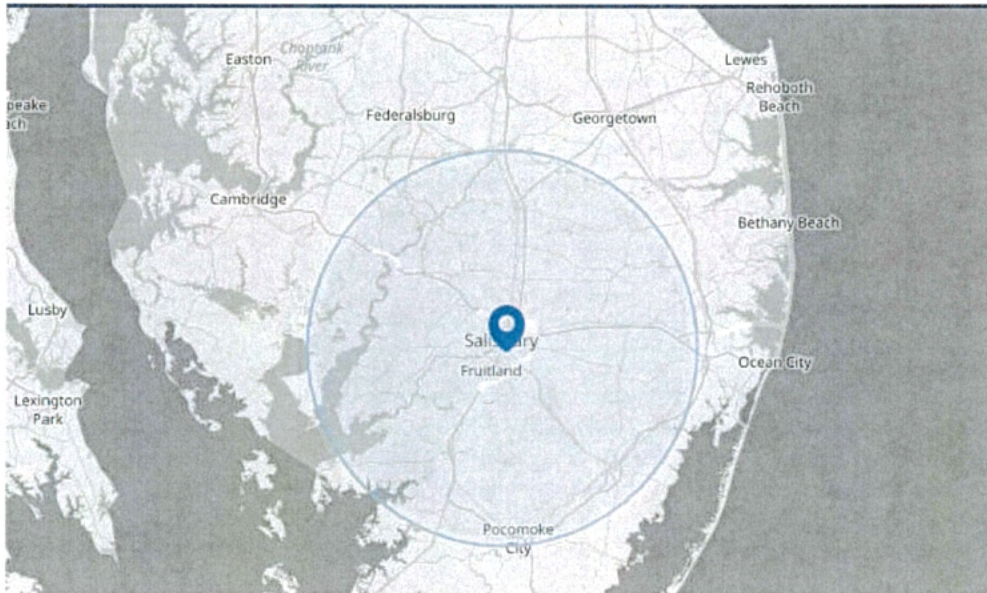 Choptank
River
Easton
Lewes
Rehoboth
Beach
peake
ach
Federalsburg
Georgetown
Cambridge
Bethany Beach
Lusby
Salisbury
Ocean City
Fruitland
Lexington
Park
Pocomoke
City